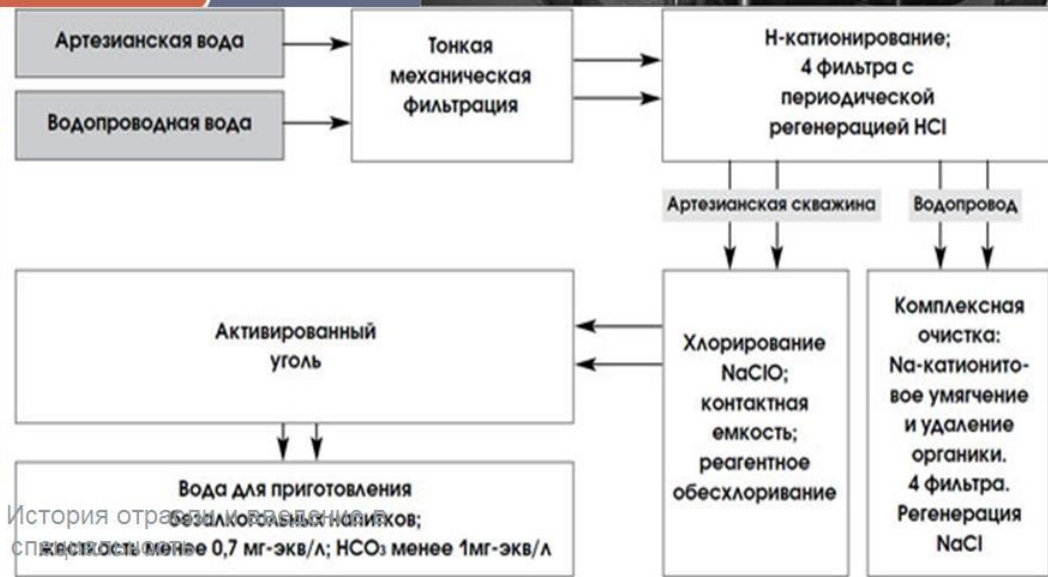 Артезианская вода
Водопроводная вода
Тонкая
механическая
фильтрация
Н-катионирование;
4 фильтра с
периодической
регенерацией HCl
Артезианская скважина
Водопровод
Активированный
уголь
Хлорирование
NaClO;
контактная
емкость;
реагентное
обесхлоривание
Комплексная
очистка:
Na-катионито-
вое умягчение
и удаление
органики.
4 фильтра.
Регенерация
NaCl
Вода для приготовления
безалкогольных напитков;
жесткость менее 0,7 мг-экв/л; HCO₃ менее 1мг-экв/л
История отрасли и введение в
специальность